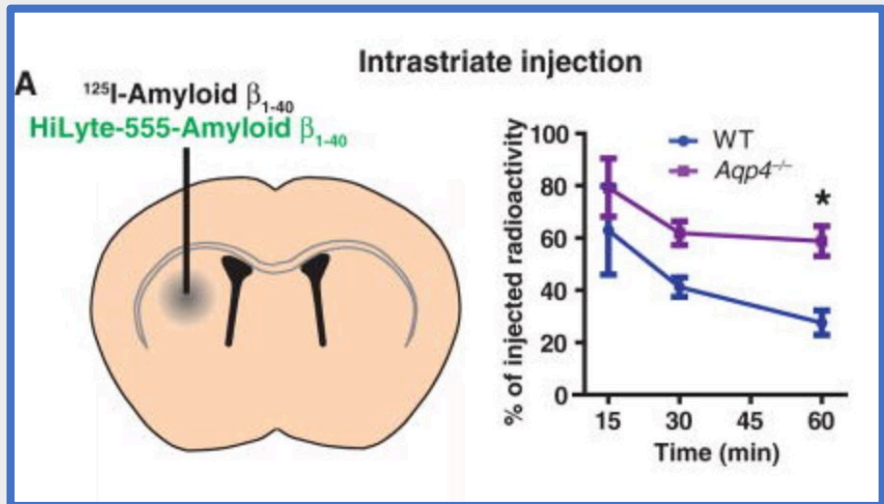 Intrastriate injection
A
¹²⁵I-Amyloid β₁₋₄₀
HiLyte-555-Amyloid β₁₋₄₀
% of injected radioactivity
100
80
60
40
20
0
WT
Aqp4⁻/⁻
*
15 30 45 60
Time (min)